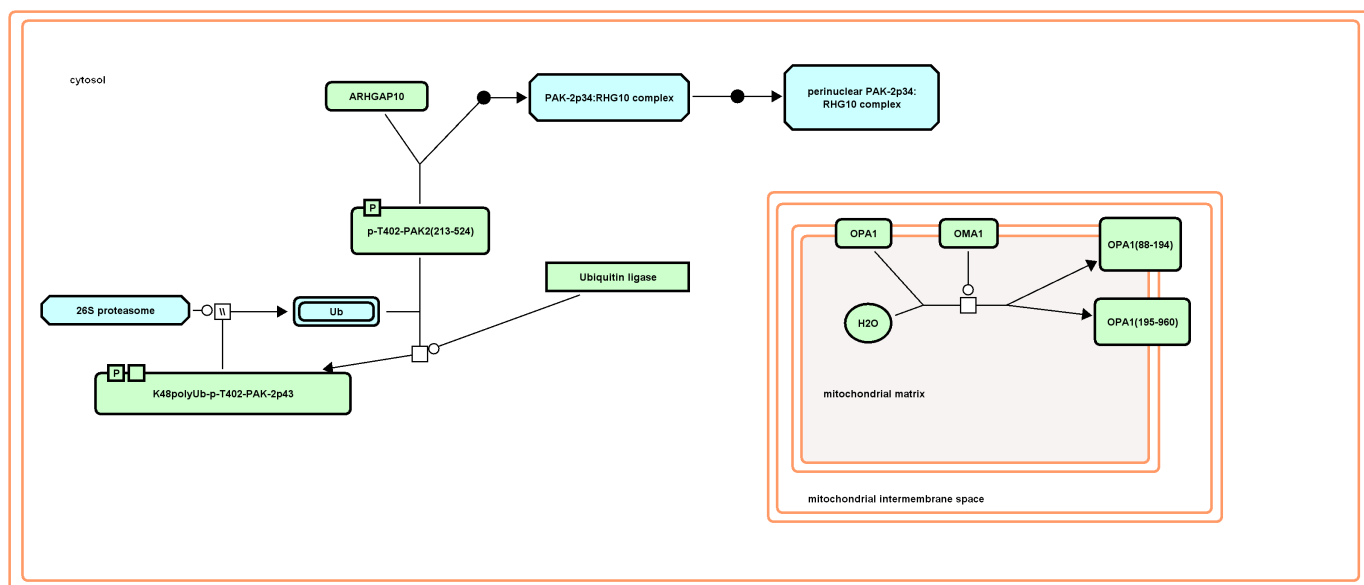 cytosol
ARHGAP10
PAK-2p34:RHG10 complex
perinuclear PAK-2p34:
RHG10 complex
P
p-T402-PAK2(213-524)
OPA1
OMA1
OPA1(88-194)
Ubiquitin ligase
26S proteasome
\\
Ub
H2O
OPA1(195-960)
P
K48polyUb-p-T402-PAK-2p43
mitochondrial matrix
mitochondrial intermembrane space